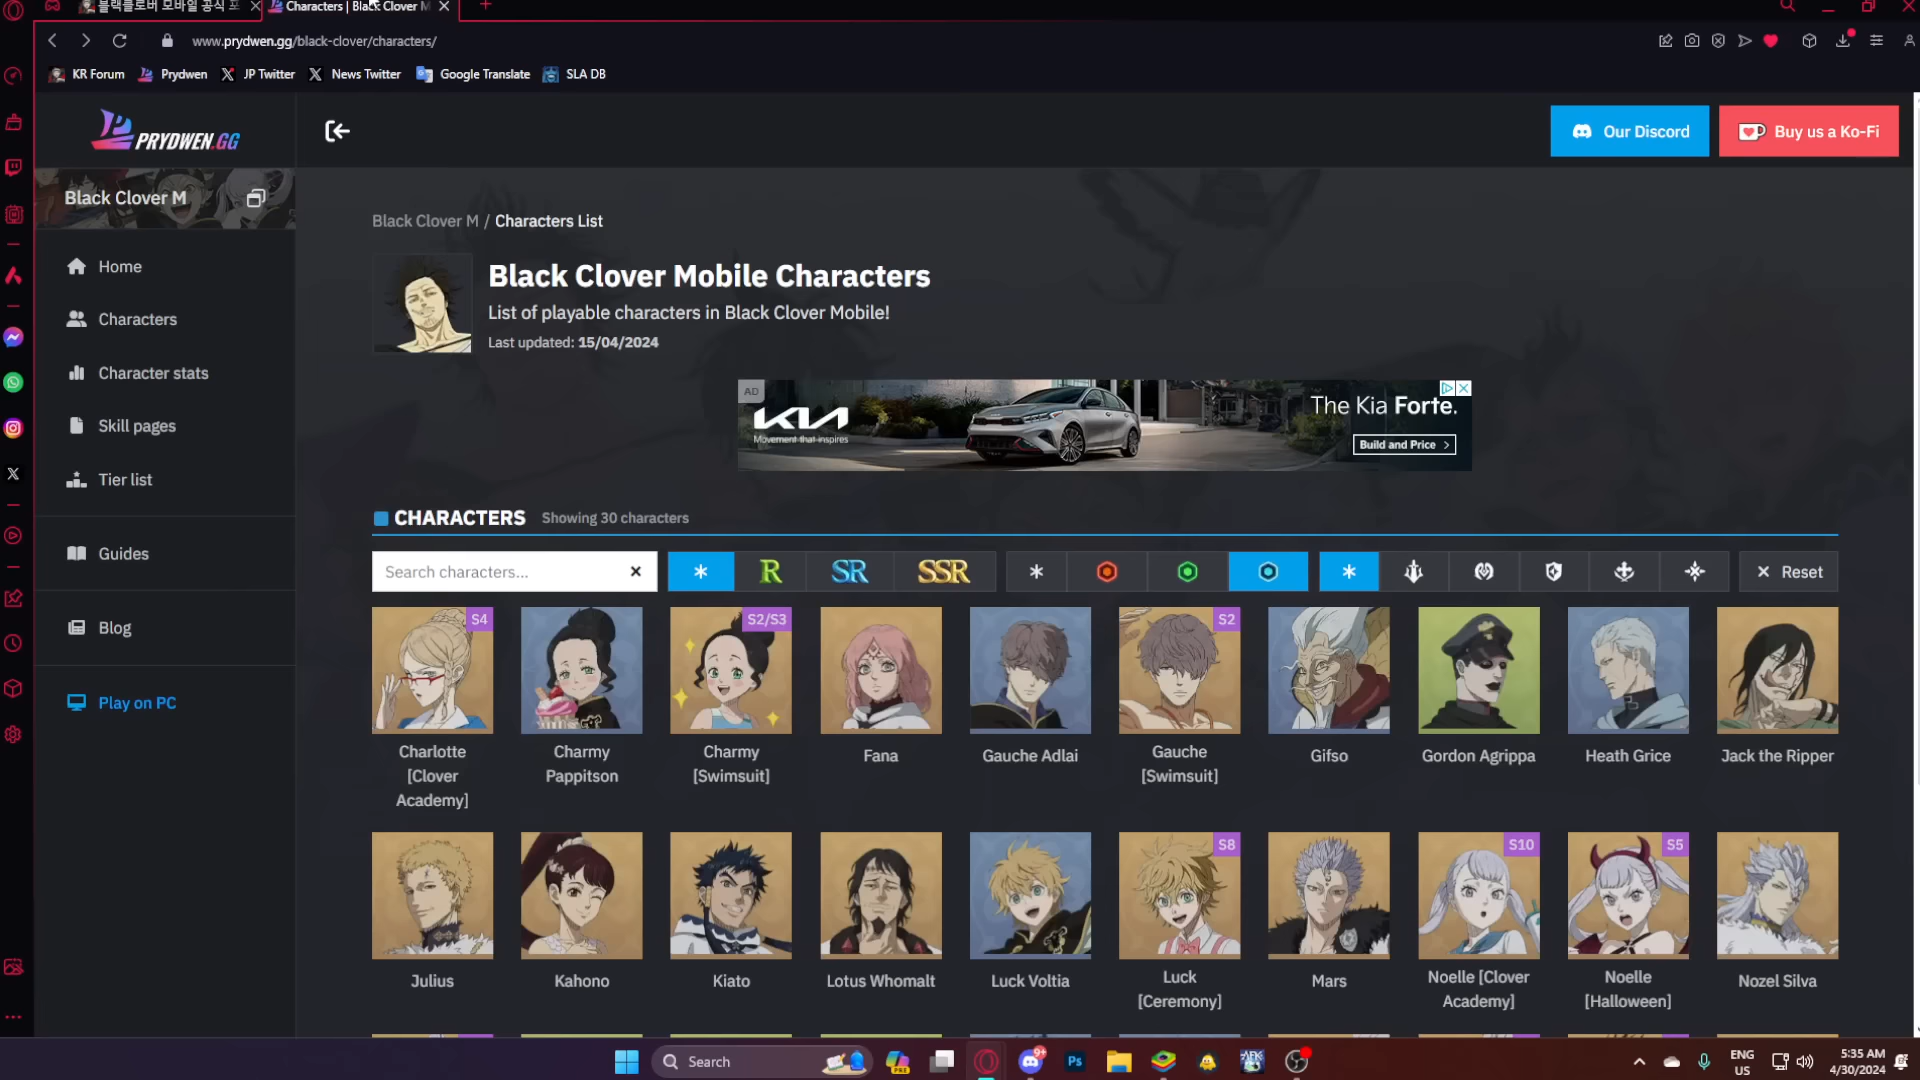 블랙클로버 모바일 공식 포
Characters | Black Clover M
www.prydwen.gg/black-clover/characters/
KR Forum
Prydwen
JP Twitter
News Twitter
Google Translate
SLA DB
PRYDWEN.GG
Our Discord
Buy us a Ko-Fi
Black Clover M
Home
Characters
Character stats
Skill pages
Tier list
Guides
Blog
Play on PC
Black Clover M / Characters List
Black Clover Mobile Characters
List of playable characters in Black Clover Mobile!
Last updated: 15/04/2024
AD
KIA
Movement that inspires
The Kia Forte.
Build and Price >
CHARACTERS Showing 30 characters
Search characters...
R
SR
SSR
Reset
S4
S2/S3
S2
Charlotte
[Clover
Academy]
Charmy
Pappitson
Charmy
[Swimsuit]
Fana
Gauche Adlai
Gauche
[Swimsuit]
Gifso
Gordon Agrippa
Heath Grice
Jack the Ripper
S8
S10
S5
Julius
Kahono
Kiato
Lotus Whomalt
Luck Voltia
Luck
[Ceremony]
Mars
Noelle [Clover
Academy]
Noelle
[Halloween]
Nozel Silva
Search
PRE
9+
Ps
AFK
ENG
US
5:35 AM
4/30/2024